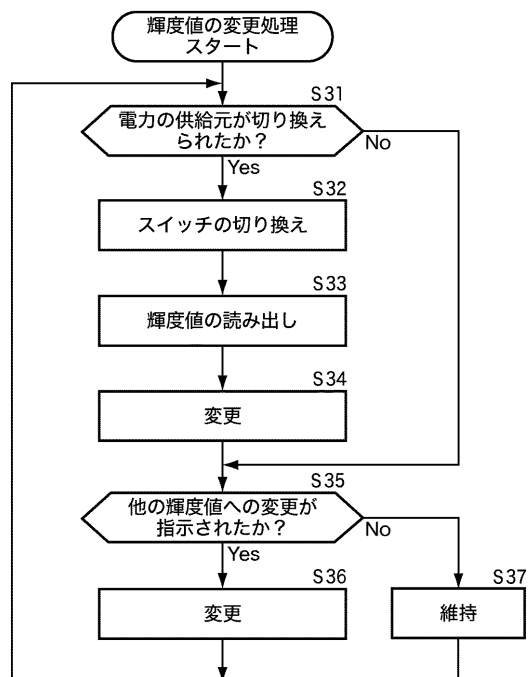 輝度値の変更処理
スタート
S31
電力の供給元が切り換え
られたか？
No
Yes
S32
スイッチの切り換え
S33
輝度値の読み出し
S34
変更
S35
他の輝度値への変更が
指示されたか？
No
Yes
S36
変更
S37
維持